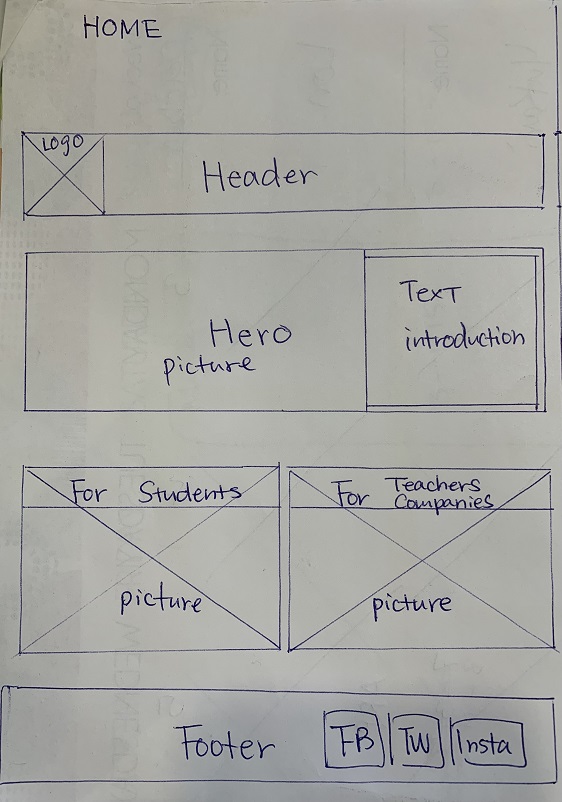 HOME
Logo
Header
Hero
picture
Text
introduction
For Students
picture
For Teachers
Companies
picture
Footer
FB
TW
Insta